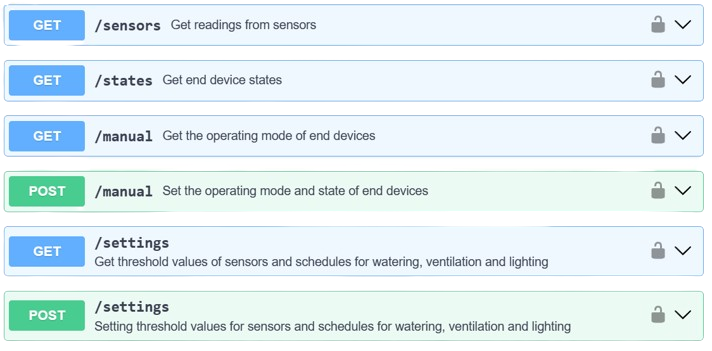 GET /sensors Get readings from sensors
GET /states Get end device states
GET /manual Get the operating mode of end devices
POST /manual Set the operating mode and state of end devices
GET /settings
Get threshold values of sensors and schedules for watering, ventilation and lighting
POST /settings
Setting threshold values for sensors and schedules for watering, ventilation and lighting